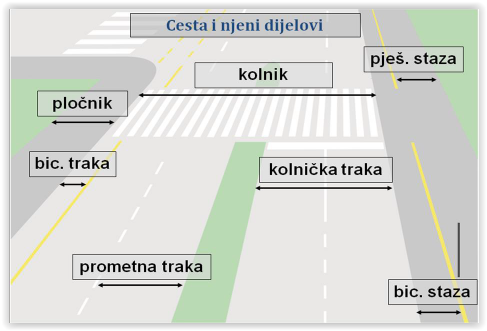 Cesta i njeni dijelovi
pješ. staza
kolnik
pločnik
bic. traka
kolnička traka
prometna traka
bic. staza